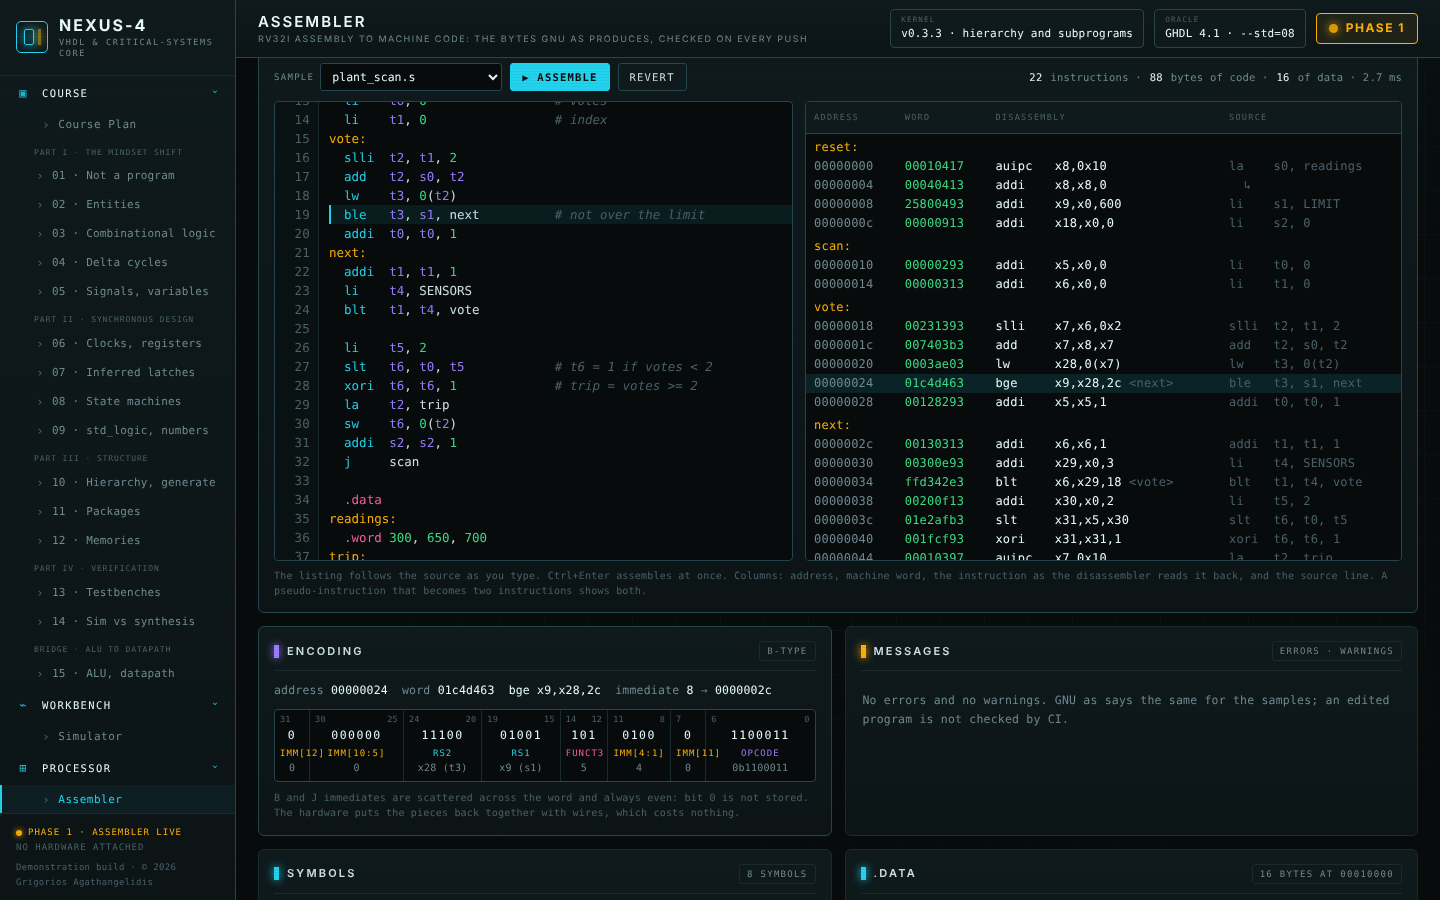 NEXUS-4
VHDL & CRITICAL-SYSTEMS CORE
COURSE
› Course Plan
PART I · THE MINDSET SHIFT
› 01 · Not a program
› 02 · Entities
› 03 · Combinational logic
› 04 · Delta cycles
› 05 · Signals, variables
PART II · SYNCHRONOUS DESIGN
› 06 · Clocks, registers
› 07 · Inferred latches
› 08 · State machines
› 09 · std_logic, numbers
PART III · STRUCTURE
› 10 · Hierarchy, generate
› 11 · Packages
› 12 · Memories
PART IV · VERIFICATION
› 13 · Testbenches
› 14 · Sim vs synthesis
BRIDGE · ALU TO DATAPATH
› 15 · ALU, datapath
WORKBENCH
› Simulator
PROCESSOR
› Assembler
PHASE 1 · ASSEMBLER LIVE
NO HARDWARE ATTACHED
Demonstration build · © 2026
Grigorios Agathangelidis
ASSEMBLER
RV32I ASSEMBLY TO MACHINE CODE: THE BYTES GNU AS PRODUCES, CHECKED ON EVERY PUSH
KERNEL
v0.3.3 · hierarchy and subprograms
ORACLE
GHDL 4.1 · --std=08
PHASE 1
SAMPLE plant_scan.s ▶ ASSEMBLE REVERT
22 instructions · 88 bytes of code · 16 of data · 2.7 ms
13 li t0, 0 # votes
14 li t1, 0 # index
15 vote:
16 slli t2, t1, 2
17 add t2, s0, t2
18 lw t3, 0(t2)
19 ble t3, s1, next # not over the limit
20 addi t0, t0, 1
21 next:
22 addi t1, t1, 1
23 li t4, SENSORS
24 blt t1, t4, vote
25
26 li t5, 2
27 slt t6, t0, t5 # t6 = 1 if votes < 2
28 xori t6, t6, 1 # trip = votes >= 2
29 la t2, trip
30 sw t6, 0(t2)
31 addi s2, s2, 1
32 j scan
33
34 .data
35 readings:
36 .word 300, 650, 700
37 trip:
ADDRESS WORD DISASSEMBLY SOURCE
reset:
00000000 00010417 auipc x8,0x10 la s0, readings
00000004 00040413 addi x8,x8,0 ↳
00000008 25800493 addi x9,x0,600 li s1, LIMIT
0000000c 00000913 addi x18,x0,0 li s2, 0
scan:
00000010 00000293 addi x5,x0,0 li t0, 0
00000014 00000313 addi x6,x0,0 li t1, 0
vote:
00000018 00231393 slli x7,x6,0x2 slli t2, t1, 2
0000001c 007403b3 add x7,x8,x7 add t2, s0, t2
00000020 0003ae03 lw x28,0(x7) lw t3, 0(t2)
00000024 01c4d463 bge x9,x28,2c <next> ble t3, s1, next
00000028 00128293 addi x5,x5,1 addi t0, t0, 1
next:
0000002c 00130313 addi x6,x6,1 addi t1, t1, 1
00000030 00300e93 addi x29,x0,3 li t4, SENSORS
00000034 ffd342e3 blt x6,x29,18 <vote> blt t1, t4, vote
00000038 00200f13 addi x30,x0,2 li t5, 2
0000003c 01e2afb3 slt x31,x5,x30 slt t6, t0, t5
00000040 001fcf93 xori x31,x31,1 xori t6, t6, 1
00000044 00010397 auipc x7,0x10 la t2, trip
The listing follows the source as you type. Ctrl+Enter assembles at once. Columns: address, machine word, the instruction as the disassembler reads it back, and the source line. A
pseudo-instruction that becomes two instructions shows both.
ENCODING B-TYPE
address 00000024 word 01c4d463 bge x9,x28,2c immediate 8 → 0000002c
31 30 25 24 20 19 15 14 12 11 8 7 6 0
0 000000 11100 01001 101 0100 0 1100011
IMM[12] IMM[10:5] RS2 RS1 FUNCT3 IMM[4:1] IMM[11] OPCODE
0 0 x28 (t3) x9 (s1) 5 4 0 0b1100011
B and J immediates are scattered across the word and always even: bit 0 is not stored.
The hardware puts the pieces back together with wires, which costs nothing.
MESSAGES ERRORS · WARNINGS
No errors and no warnings. GNU as says the same for the samples; an edited
program is not checked by CI.
SYMBOLS 8 SYMBOLS
.DATA 16 BYTES AT 00010000